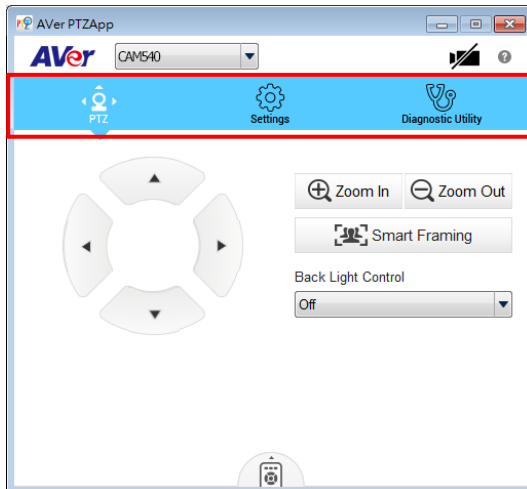 AVer PTZApp
AVer CAM540
PTZ Settings Diagnostic Utility
Zoom In Zoom Out
Smart Framing
Back Light Control
Off